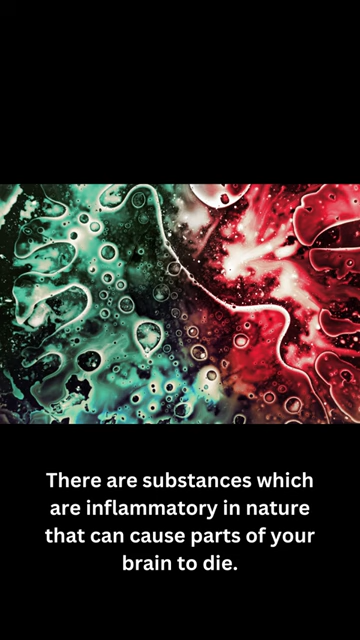 There are substances which
are inflammatory in nature
that can cause parts of your
brain to die.